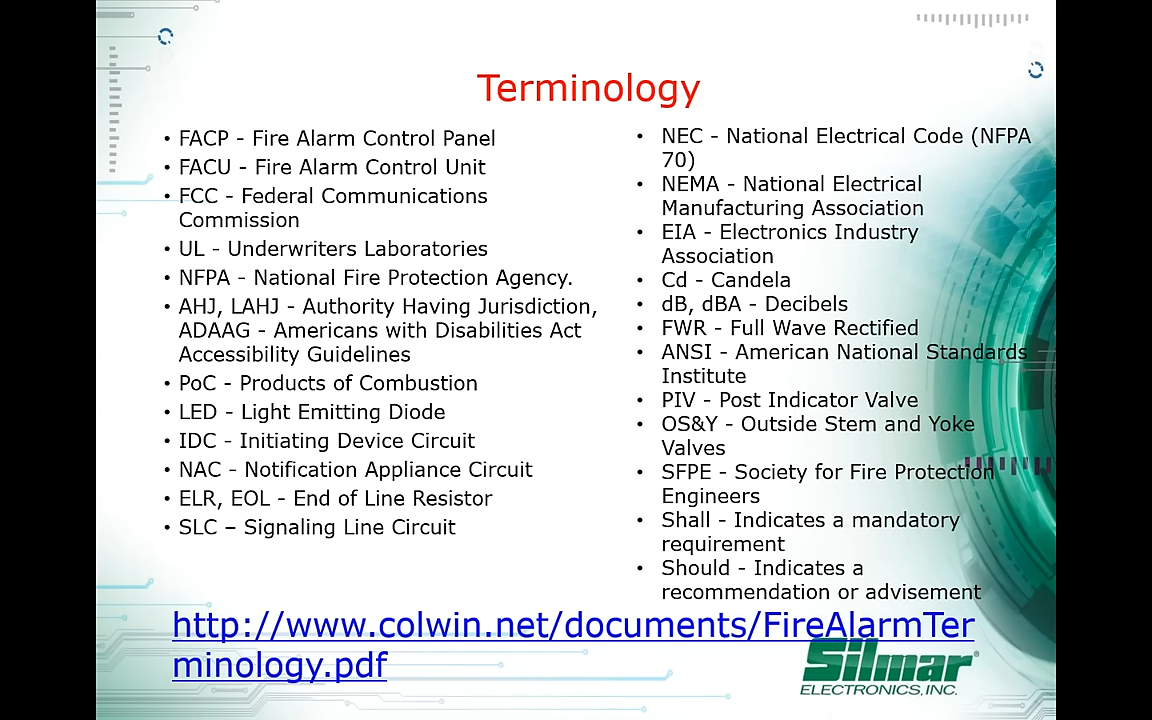 Terminology
• FACP - Fire Alarm Control Panel
• FACU - Fire Alarm Control Unit
• FCC - Federal Communications
Commission
• UL - Underwriters Laboratories
• NFPA - National Fire Protection Agency.
• AHJ, LAHJ - Authority Having Jurisdiction,
ADAAG - Americans with Disabilities Act
Accessibility Guidelines
• PoC - Products of Combustion
• LED - Light Emitting Diode
• IDC - Initiating Device Circuit
• NAC - Notification Appliance Circuit
• ELR, EOL - End of Line Resistor
• SLC – Signaling Line Circuit
• NEC - National Electrical Code (NFPA
70)
• NEMA - National Electrical
Manufacturing Association
• EIA - Electronics Industry
Association
• Cd - Candela
• dB, dBA - Decibels
• FWR - Full Wave Rectified
• ANSI - American National Standards
Institute
• PIV - Post Indicator Valve
• OS&Y - Outside Stem and Yoke
Valves
• SFPE - Society for Fire Protection
Engineers
• Shall - Indicates a mandatory
requirement
• Should - Indicates a
recommendation or advisement
http://www.colwin.net/documents/FireAlarmTer
minology.pdf
Silmar®
ELECTRONICS, INC.